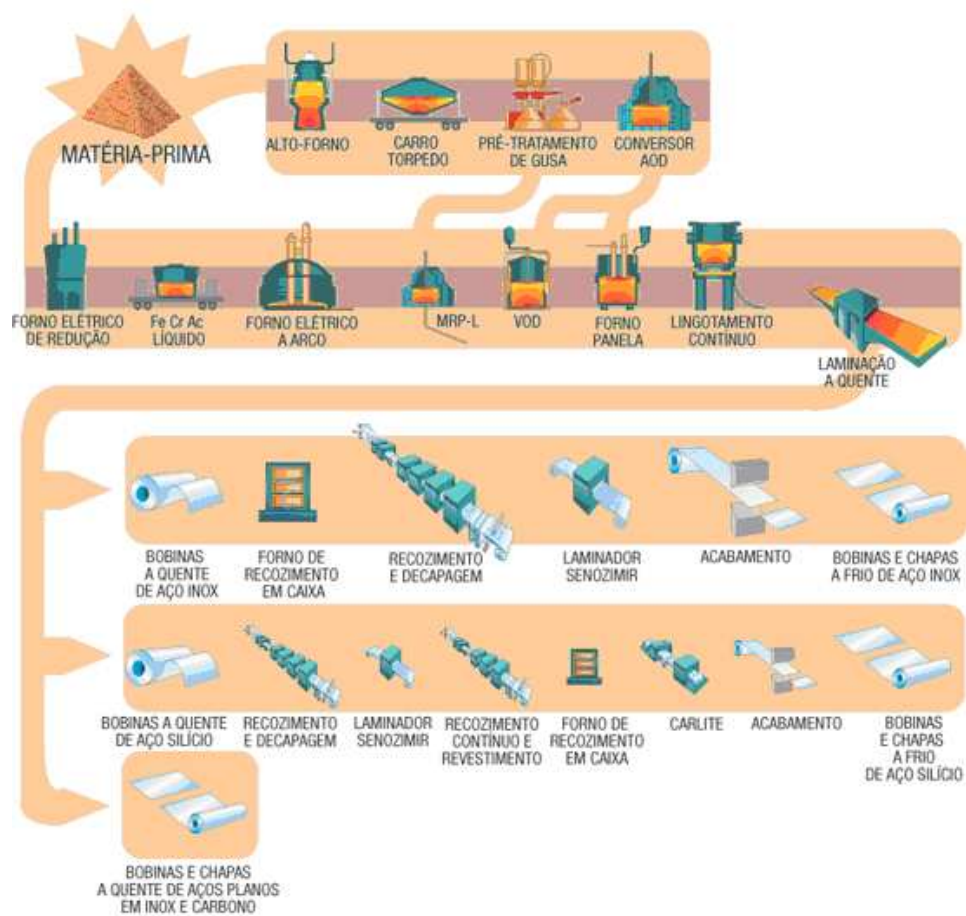 MATÉRIA-PRIMA
ALTO-FORNO
CARRO
TORPEDO
PRÉ-TRATAMENTO
DE GUSA
CONVERSOR
AOD
FORNO ELÉTRICO
DE REDUÇÃO
Fe Cr Ac
LÍQUIDO
FORNO ELÉTRICO
A ARCO
MRP-L
VOD
FORNO
PANELA
LINGOTAMENTO
CONTÍNUO
LAMINAÇÃO
A QUENTE
BOBINAS
A QUENTE
DE AÇO INOX
FORNO DE
RECOZIMENTO
EM CAIXA
RECOZIMENTO
E DECAPAGEM
LAMINADOR
SENOZIMIR
ACABAMENTO
BOBINAS E CHAPAS
A FRIO DE AÇO INOX
BOBINAS A QUENTE
DE AÇO SILÍCIO
RECOZIMENTO
E DECAPAGEM
LAMINADOR
SENOZIMIR
RECOZIMENTO
CONTÍNUO E
REVESTIMENTO
FORNO DE
RECOZIMENTO
EM CAIXA
CARLITE
ACABAMENTO
BOBINAS
E CHAPAS
A FRIO
DE AÇO SILÍCIO
BOBINAS E CHAPAS
A QUENTE DE AÇOS PLANOS
EM INOX E CARBONO